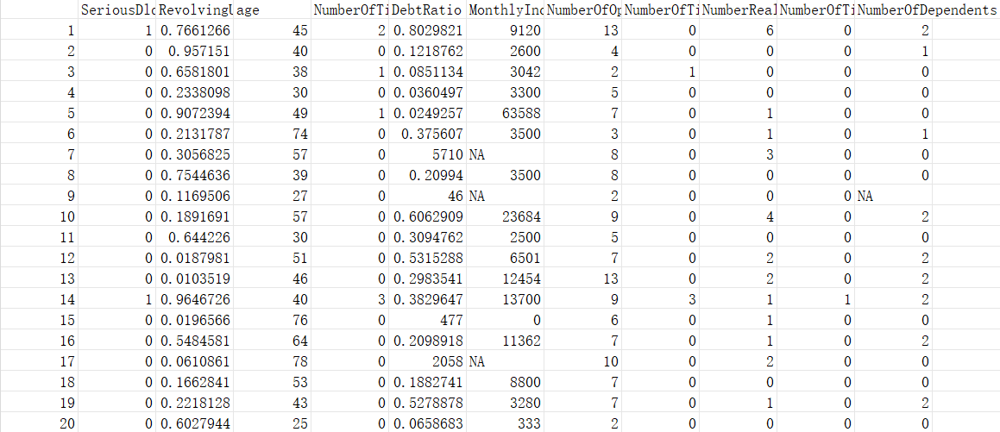 SeriousDlq RevolvingU age NumberOfTi DebtRatio MonthlyInc NumberOfOp NumberOfTi NumberReal NumberOfTi NumberOfDependents
1 1 0.7661266 45 2 0.8029821 9120 13 0 6 0 2
2 0 0.957151 40 0 0.1218762 2600 4 0 0 0 1
3 0 0.6581801 38 1 0.0851134 3042 2 1 0 0 0
4 0 0.2338098 30 0 0.0360497 3300 5 0 0 0 0
5 0 0.9072394 49 1 0.0249257 63588 7 0 1 0 0
6 0 0.2131787 74 0 0.375607 3500 3 0 1 0 1
7 0 0.3056825 57 0 5710 NA 8 0 3 0 0
8 0 0.7544636 39 0 0.20994 3500 8 0 0 0 0
9 0 0.1169506 27 0 46 NA 2 0 0 0 NA
10 0 0.1891691 57 0 0.6062909 23684 9 0 4 0 2
11 0 0.644226 30 0 0.3094762 2500 5 0 0 0 0
12 0 0.0187981 51 0 0.5315288 6501 7 0 2 0 2
13 0 0.0103519 46 0 0.2983541 12454 13 0 2 0 2
14 1 0.9646726 40 3 0.3829647 13700 9 3 1 1 2
15 0 0.0196566 76 0 477 0 6 0 1 0 0
16 0 0.5484581 64 0 0.2098918 11362 7 0 1 0 2
17 0 0.0610861 78 0 2058 NA 10 0 2 0 0
18 0 0.1662841 53 0 0.1882741 8800 7 0 0 0 0
19 0 0.2218128 43 0 0.5278878 3280 7 0 1 0 2
20 0 0.6027944 25 0 0.0658683 333 2 0 0 0 0